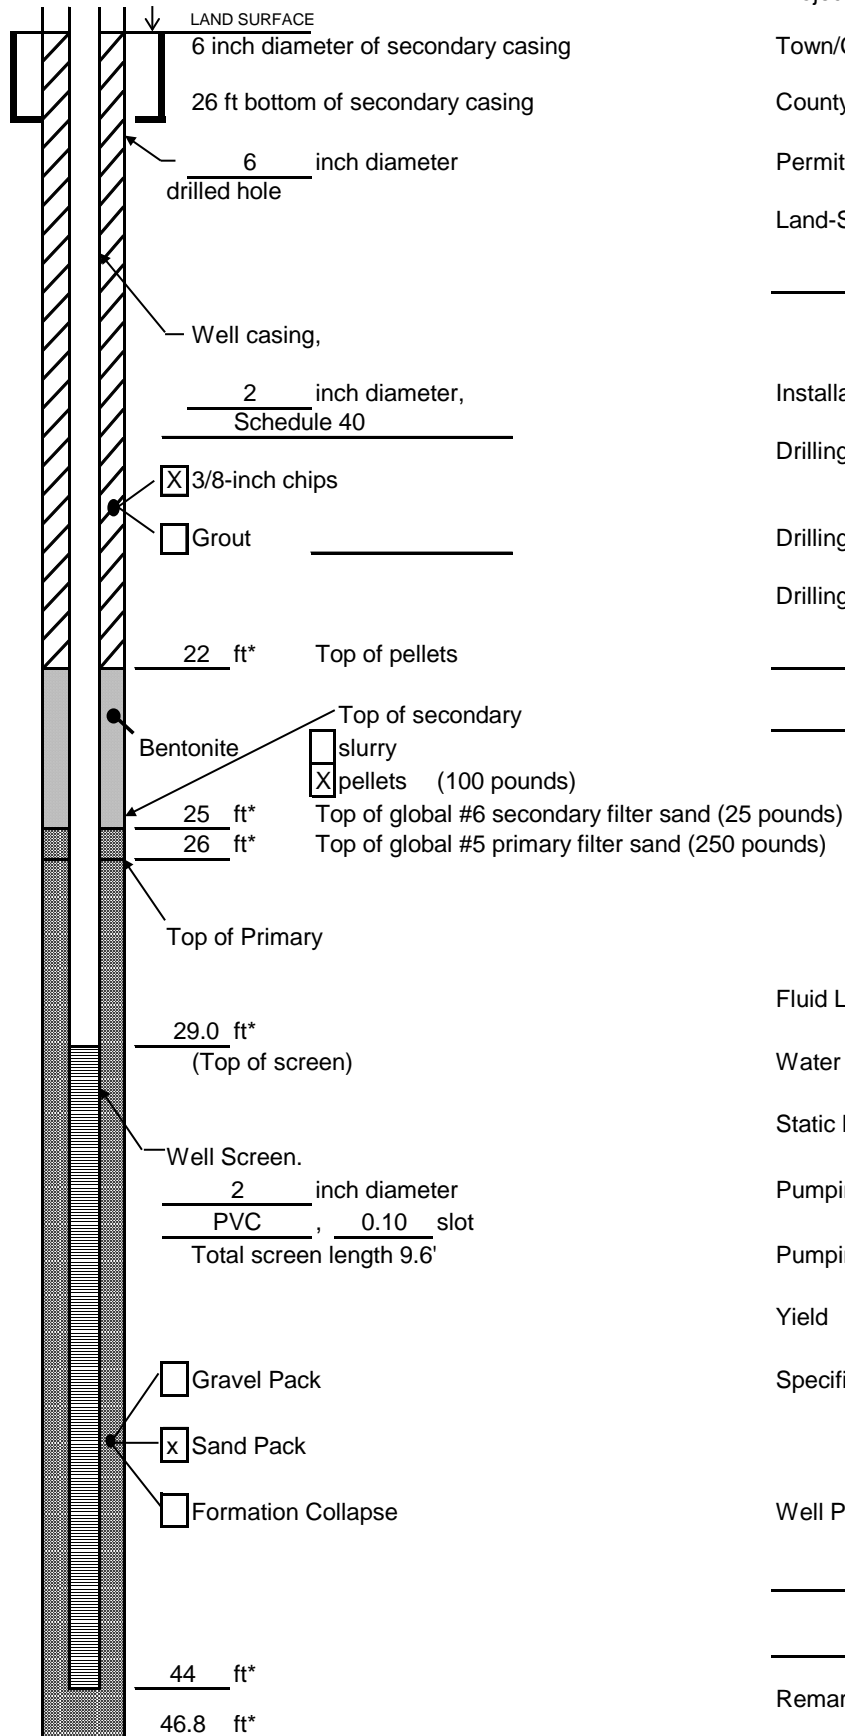 LAND SURFACE
6 inch diameter of secondary casing
Town/
26 ft bottom of secondary casing
County
6 inch diameter
Permit
drilled hole
Land-S
Well casing,
2 inch diameter,
Installa
Schedule 40
Drilling
X 3/8-inch chips
Grout
Drilling
Drilling
22 ft* Top of pellets
Top of secondary
Bentonite
slurry
X pellets (100 pounds)
25 ft* Top of global #6 secondary filter sand (25 pounds)
26 ft* Top of global #5 primary filter sand (250 pounds)
Top of Primary
Fluid L
29.0 ft*
(Top of screen)
Water
Static
Well Screen.
2 inch diameter
Pumpi
PVC , 0.10 slot
Total screen length 9.6'
Pumpi
Yield
Gravel Pack
Specifi
x Sand Pack
Formation Collapse
Well P
44 ft*
Remar
46.8 ft*